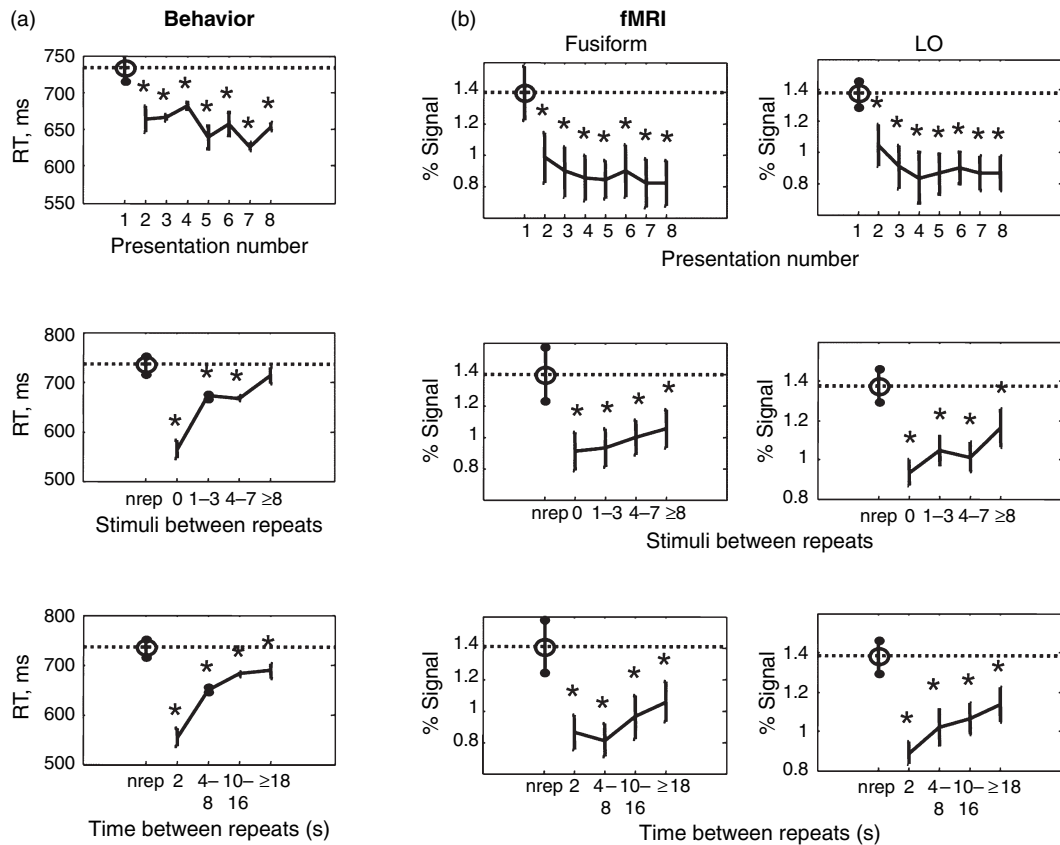 (a)
Behavior
RT, ms
750
700
650
600
550
*
*
*
*
*
*
*
1 2 3 4 5 6 7 8
Presentation number
RT, ms
800
700
600
500
*
*
*
nrep 0 1–3 4–7 ≥8
Stimuli between repeats
RT, ms
800
700
600
500
*
*
*
*
nrep 2 4– 10– ≥18
8 16
Time between repeats (s)
(b)
fMRI
Fusiform
LO
% Signal
1.4
1.2
1
0.8
* * * * * * *
1 2 3 4 5 6 7 8
% Signal
1.4
1.2
1
0.8
* * * * * * *
1 2 3 4 5 6 7 8
Presentation number
% Signal
1.4
1.2
1
0.8
* * * *
nrep 0 1–3 4–7 ≥8
% Signal
1.4
1.2
1
0.8
* * * *
nrep 0 1–3 4–7 ≥8
Stimuli between repeats
% Signal
1.4
1.2
1
0.8
* * * *
nrep 2 4– 10– ≥18
8 16
% Signal
1.4
1.2
1
0.8
* * * *
nrep 2 4– 10– ≥18
8 16
Time between repeats (s)